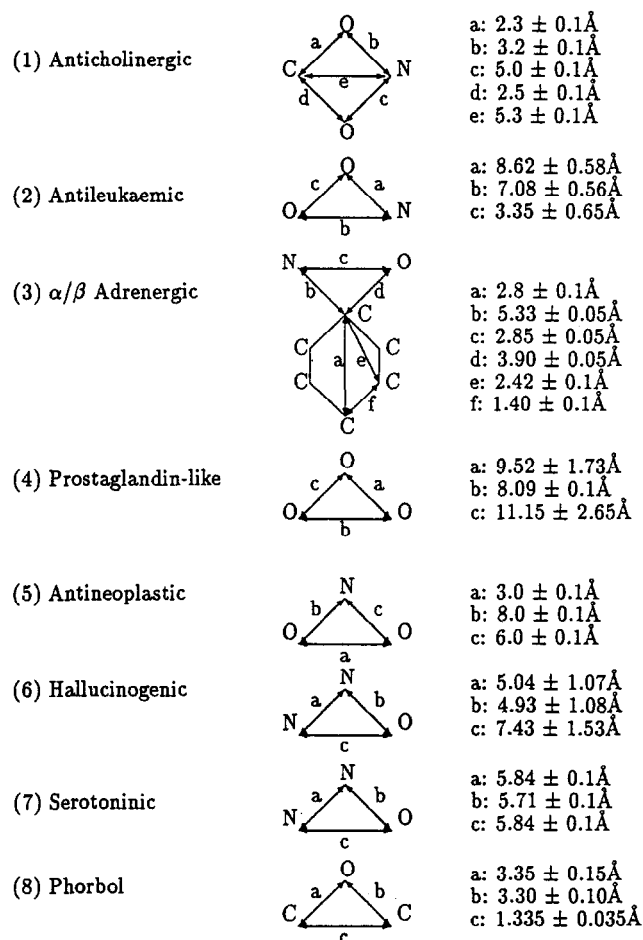 (1) Anticholinergic
O
a b
C e N
d c
O
a: 2.3 ± 0.1Å
b: 3.2 ± 0.1Å
c: 5.0 ± 0.1Å
d: 2.5 ± 0.1Å
e: 5.3 ± 0.1Å
(2) Antileukaemic
O
c a
O N
b
a: 8.62 ± 0.58Å
b: 7.08 ± 0.56Å
c: 3.35 ± 0.65Å
(3) α/β Adrenergic
N c O
b d
C
C C
a e
C C
f
C
a: 2.8 ± 0.1Å
b: 5.33 ± 0.05Å
c: 2.85 ± 0.05Å
d: 3.90 ± 0.05Å
e: 2.42 ± 0.1Å
f: 1.40 ± 0.1Å
(4) Prostaglandin-like
O
c a
O O
b
a: 9.52 ± 1.73Å
b: 8.09 ± 0.1Å
c: 11.15 ± 2.65Å
(5) Antineoplastic
N
b c
O O
a
a: 3.0 ± 0.1Å
b: 8.0 ± 0.1Å
c: 6.0 ± 0.1Å
(6) Hallucinogenic
N
a b
N O
c
a: 5.04 ± 1.07Å
b: 4.93 ± 1.08Å
c: 7.43 ± 1.53Å
(7) Serotoninic
N
a b
N O
c
a: 5.84 ± 0.1Å
b: 5.71 ± 0.1Å
c: 5.84 ± 0.1Å
(8) Phorbol
O
a b
C C
c
a: 3.35 ± 0.15Å
b: 3.30 ± 0.10Å
c: 1.335 ± 0.035Å